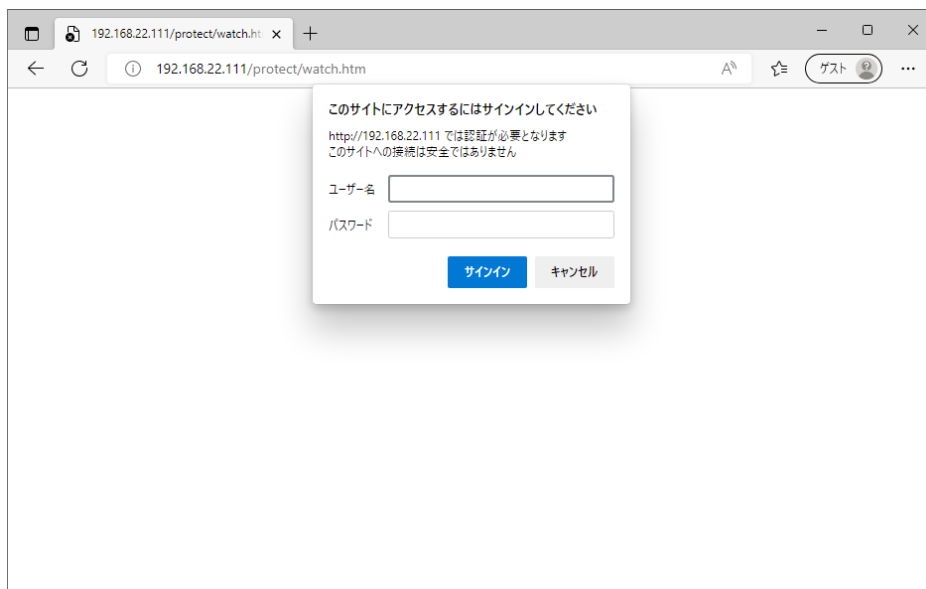 192.168.22.111/protect/watch.ht
192.168.22.111/protect/watch.htm
ゲスト
このサイトにアクセスするにはサインインしてください
http://192.168.22.111 では認証が必要となります
このサイトへの接続は安全ではありません
ユーザー名
パスワード
サインイン
キャンセル